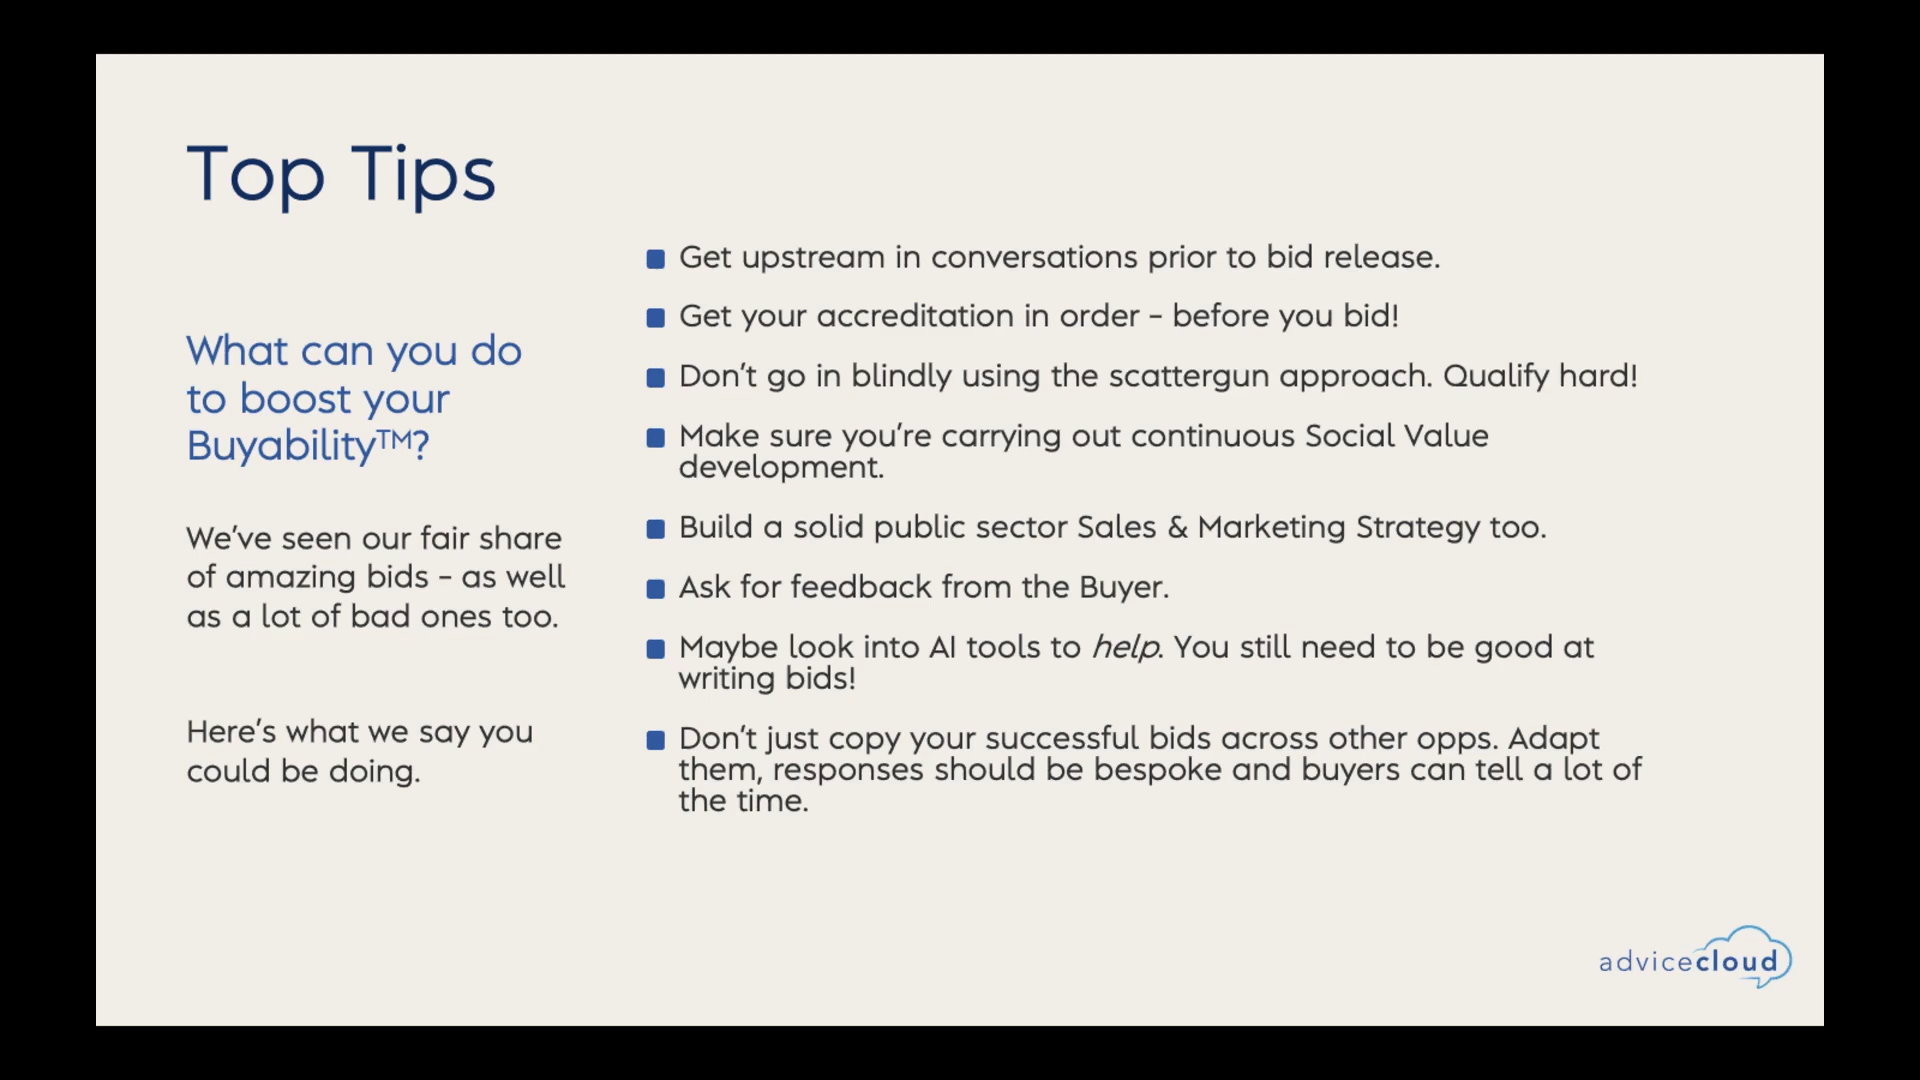 Top Tips
What can you do
to boost your
Buyability™?
We've seen our fair share
of amazing bids - as well
as a lot of bad ones too.
Here's what we say you
could be doing.
Get upstream in conversations prior to bid release.
Get your accreditation in order - before you bid!
Don't go in blindly using the scattergun approach. Qualify hard!
Make sure you're carrying out continuous Social Value
development.
Build a solid public sector Sales & Marketing Strategy too.
Ask for feedback from the Buyer.
Maybe look into AI tools to help. You still need to be good at
writing bids!
Don't just copy your successful bids across other opps. Adapt
them, responses should be bespoke and buyers can tell a lot of
the time.
advicecloud